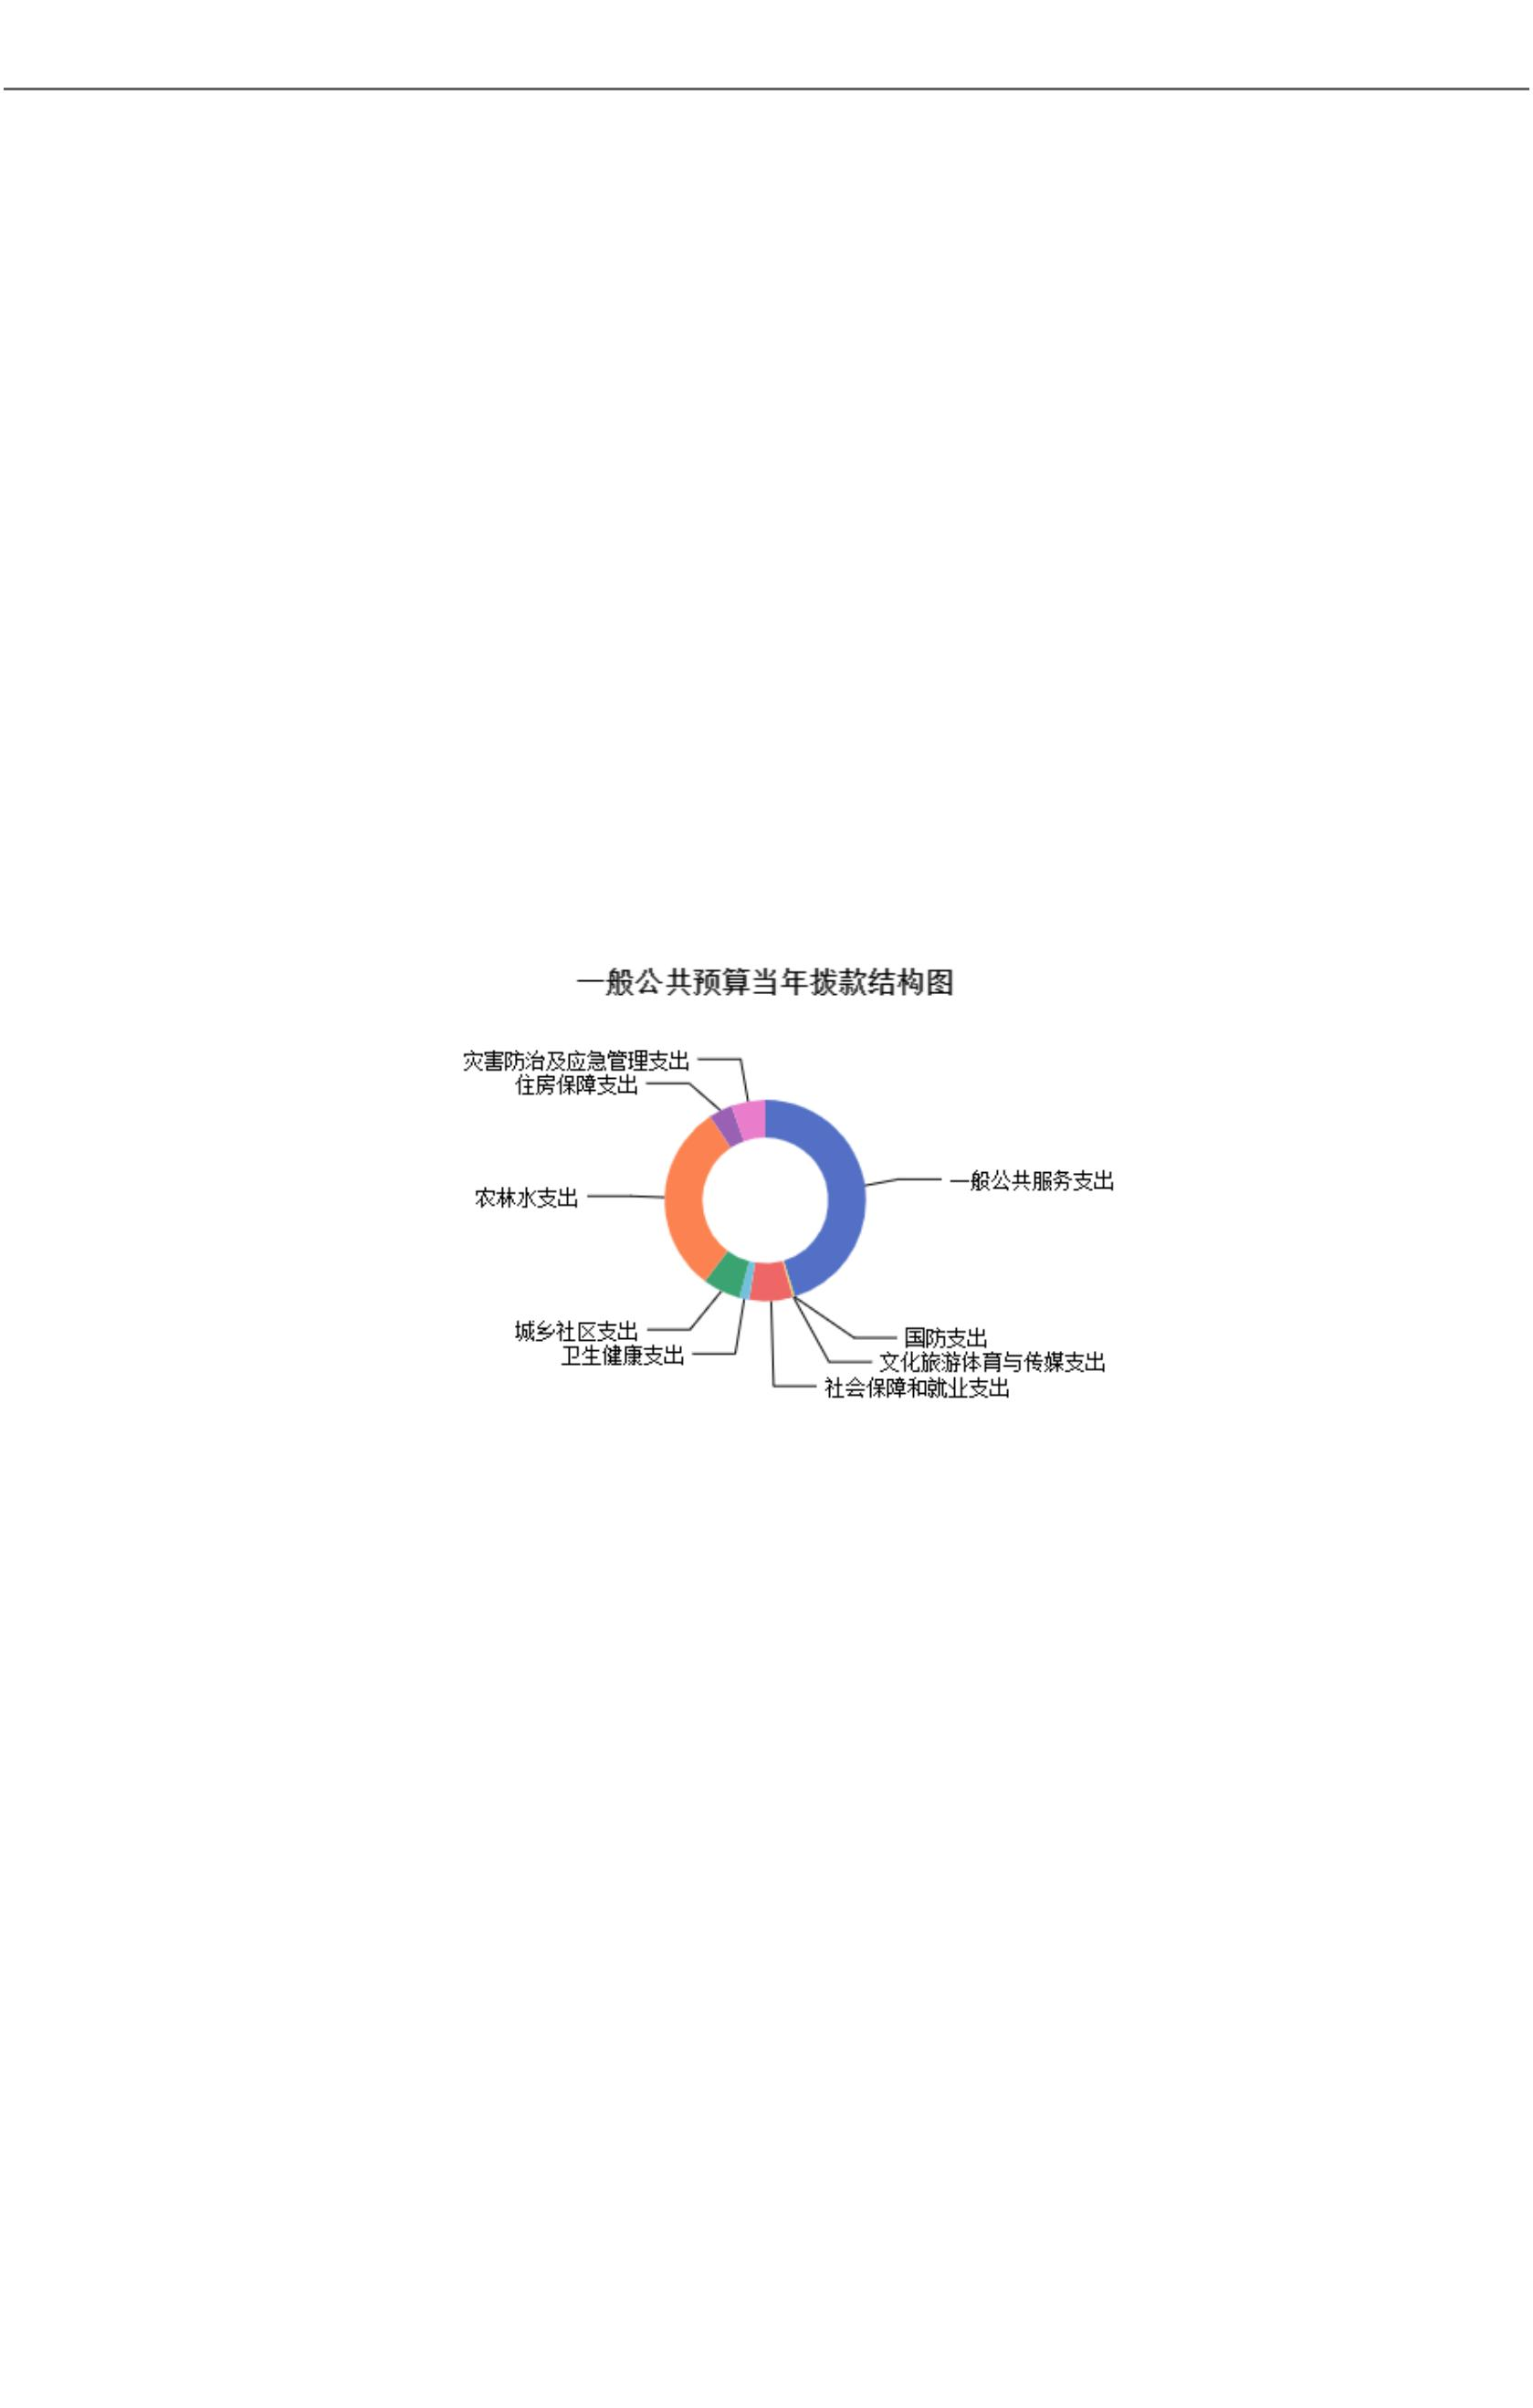 一般公共预算当年拨款结构图
灾害防治及应急管理支出
住房保障支出
一般公共服务支出
农林水支出
城乡社区支出
国防支出
卫生健康支出
文化旅游体育与传媒支出
社会保障和就业支出